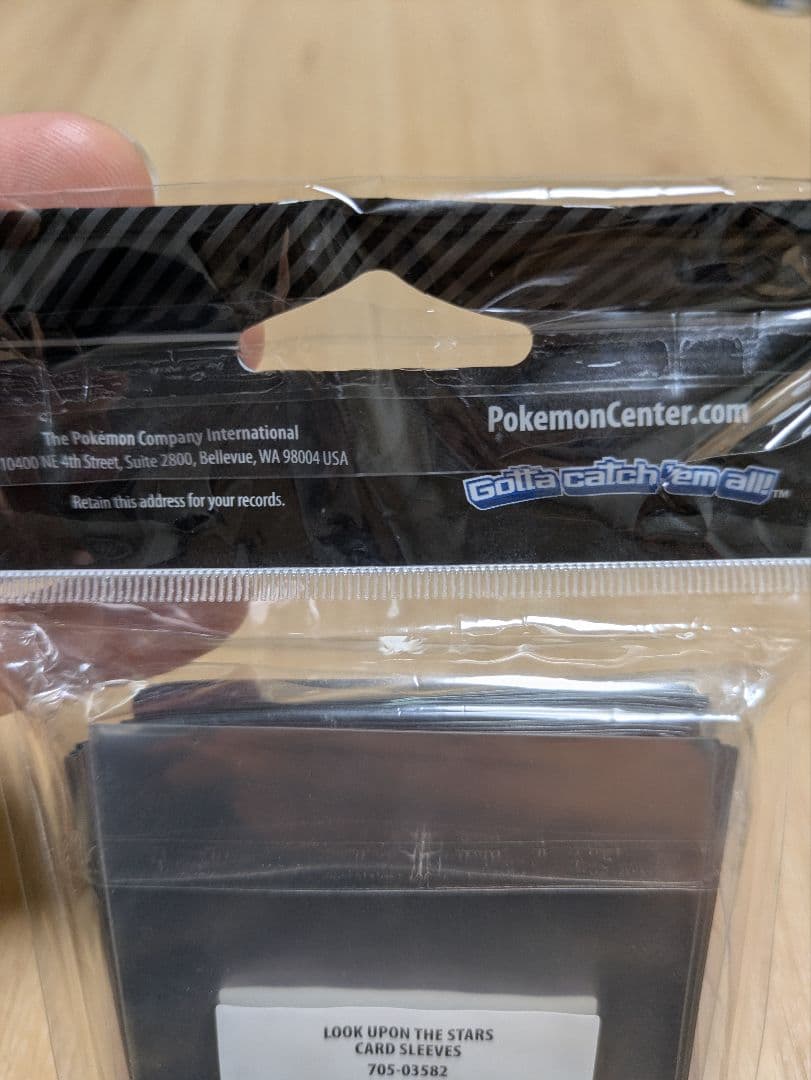 The Pokémon Company International
10400 NE 4th Street, Suite 2800, Bellevue, WA 98004 USA
Retain this address for your records.
PokemonCenter.com
Gotta catch 'em all!™
LOOK UPON THE STARS
CARD SLEEVES
705-03582